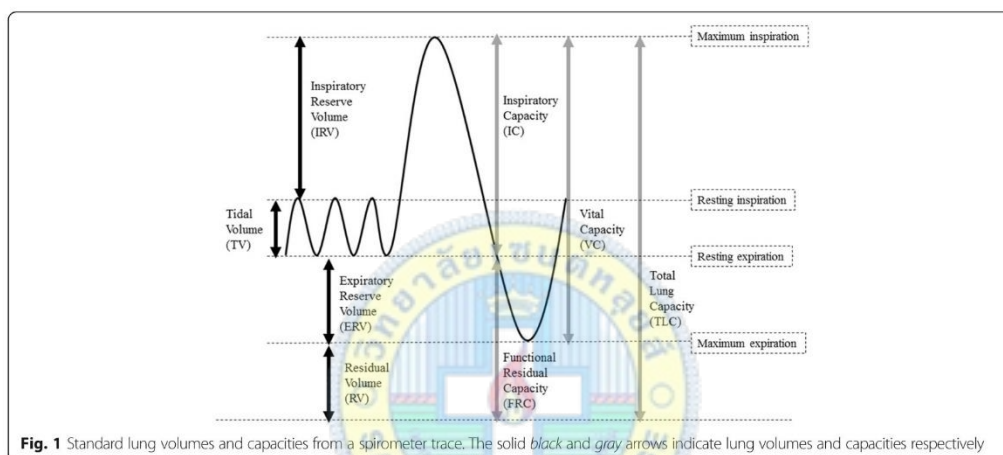 Maximum inspiration
Inspiratory
Reserve
Volume
(IRV)
Inspiratory
Capacity
(IC)
Resting inspiration
Tidal
Volume
(TV)
Vital
Capacity
(VC)
Resting expiration
Expiratory
Reserve
Volume
(ERV)
Total
Lung
Capacity
(TLC)
Maximum expiration
Residual
Volume
(RV)
Functional
Residual
Capacity
(FRC)
Fig. 1 Standard lung volumes and capacities from a spirometer trace. The solid black and gray arrows indicate lung volumes and capacities respectively